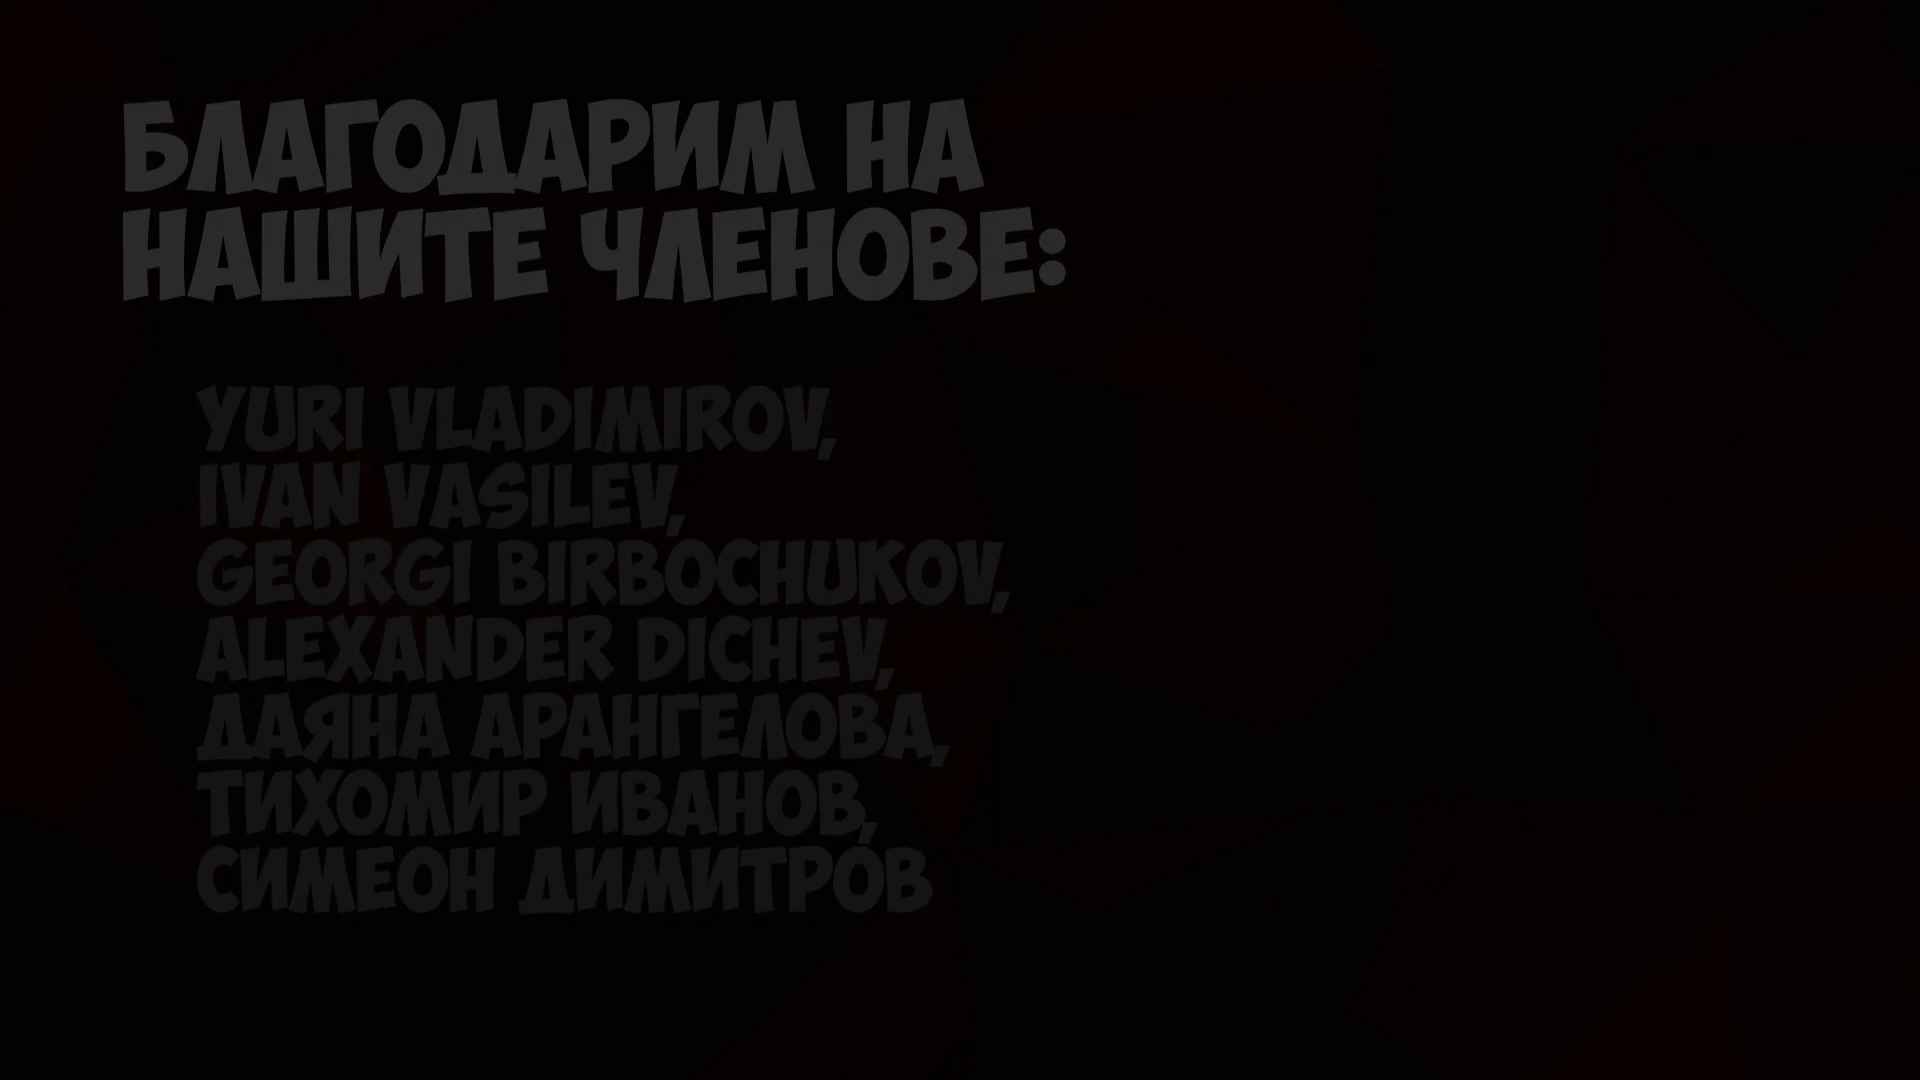 БЛАГОДАРИМ НА
НАШИТЕ ЧЛЕНОВЕ:
YURI VLADIMIROV,
IVAN VASILEV,
GEORGI BIRBOCHUKOV,
ALEXANDER DICHEV,
ДАЯНА АРАНГЕЛОВА,
ТИХОМИР ИВАНОВ,
СИМЕОН ДИМИТРОВ